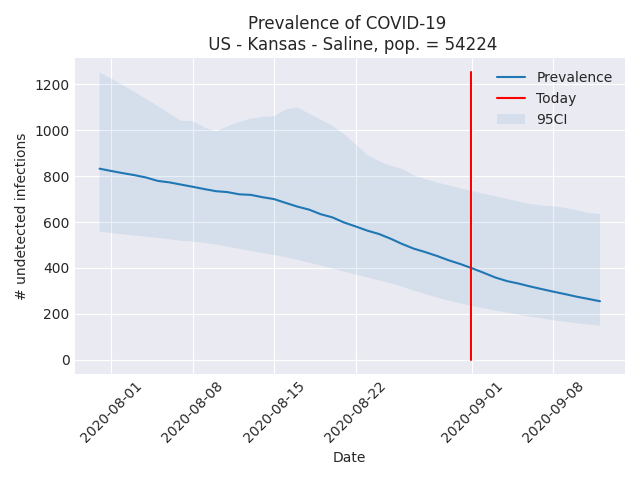 Prevalence of COVID-19
US - Kansas - Saline, pop. = 54224
Prevalence
Today
95CI
# undetected infections
1200
1000
800
600
400
200
0
2020-08-01
2020-08-08
2020-08-15
2020-08-22
2020-09-01
2020-09-08
Date